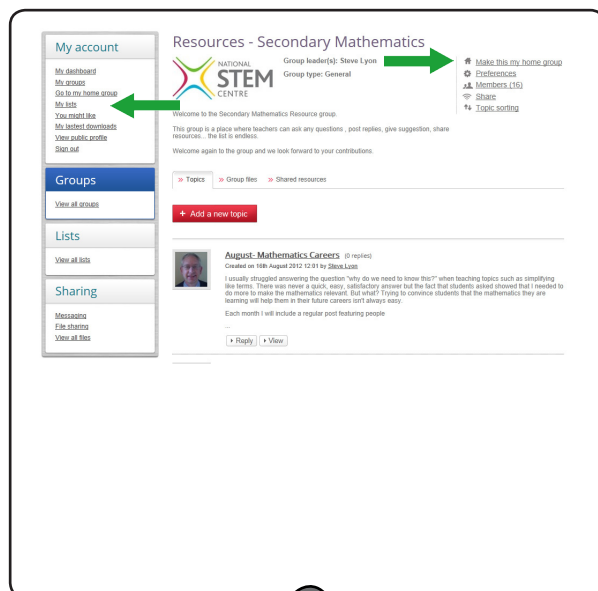 My account
My dashboard
My groups
Go to my home group
My lists
You might like
My lastest downloads
View public profile
Sign out
Groups
View all groups
Lists
View all lists
Sharing
Messaging
File sharing
View all files
Resources - Secondary Mathematics
NATIONAL
STEM
CENTRE
Group leader(s): Steve Lyon
Group type: General
Make this my home group
Preferences
Members (16)
Share
Topic sorting
Welcome to the Secondary Mathematics Resource group.
This group is a place where teachers can ask any questions , post replies, give suggestion, share
resources... the list is endless.
Welcome again to the group and we look forward to your contributions.
» Topics » Group files » Shared resources
+ Add a new topic
August- Mathematics Careers (0 replies)
Created on 16th August 2012 12:01 by Steve Lyon
I usually struggled answering the question "why do we need to know this?" when teaching topics such as simplifying
like terms. There was never a quick, easy, satisfactory answer but the fact that students asked showed that I needed to
do more to make the mathematics relevant. But what? Trying to convince students that the mathematics they are
learning will help them in their future careers isn't always easy.
Each month I will include a regular post featuring people
...
Reply View